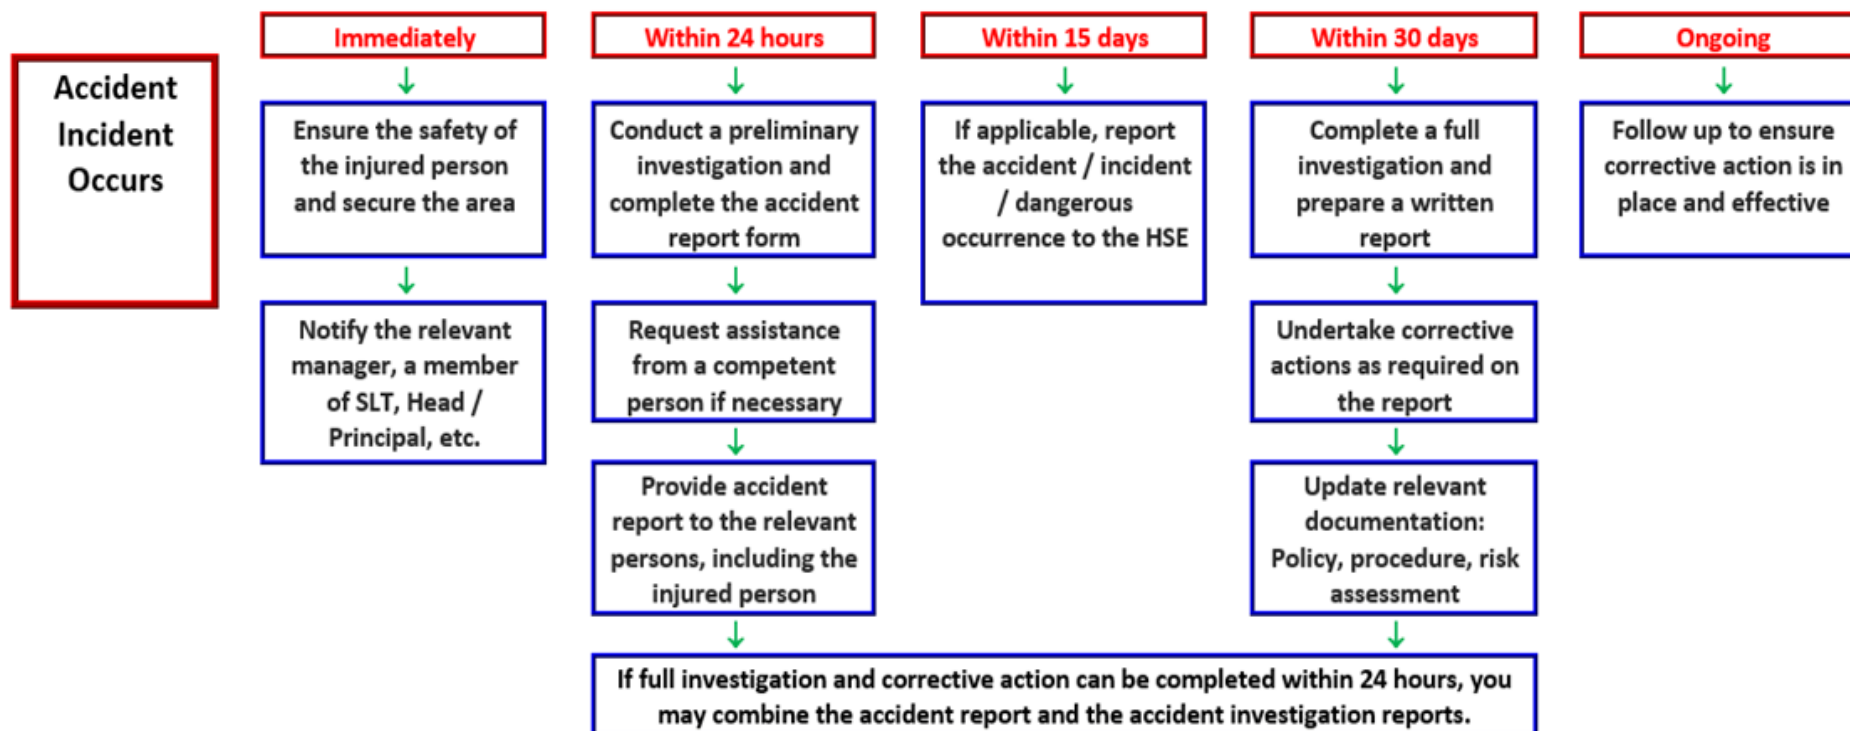 Accident
Incident
Occurs
Immediately
Ensure the safety of
the injured person
and secure the area
Notify the relevant
manager, a member
of SLT, Head /
Principal, etc.
Within 24 hours
Conduct a preliminary
investigation and
complete the accident
report form
Request assistance
from a competent
person if necessary
Provide accident
report to the relevant
persons, including the
injured person
Within 15 days
If applicable, report
the accident / incident
/ dangerous
occurrence to the HSE
Within 30 days
Complete a full
investigation and
prepare a written
report
Undertake corrective
actions as required on
the report
Update relevant
documentation:
Policy, procedure, risk
assessment
If full investigation and corrective action can be completed within 24 hours, you
may combine the accident report and the accident investigation reports.
Ongoing
Follow up to ensure
corrective action is in
place and effective